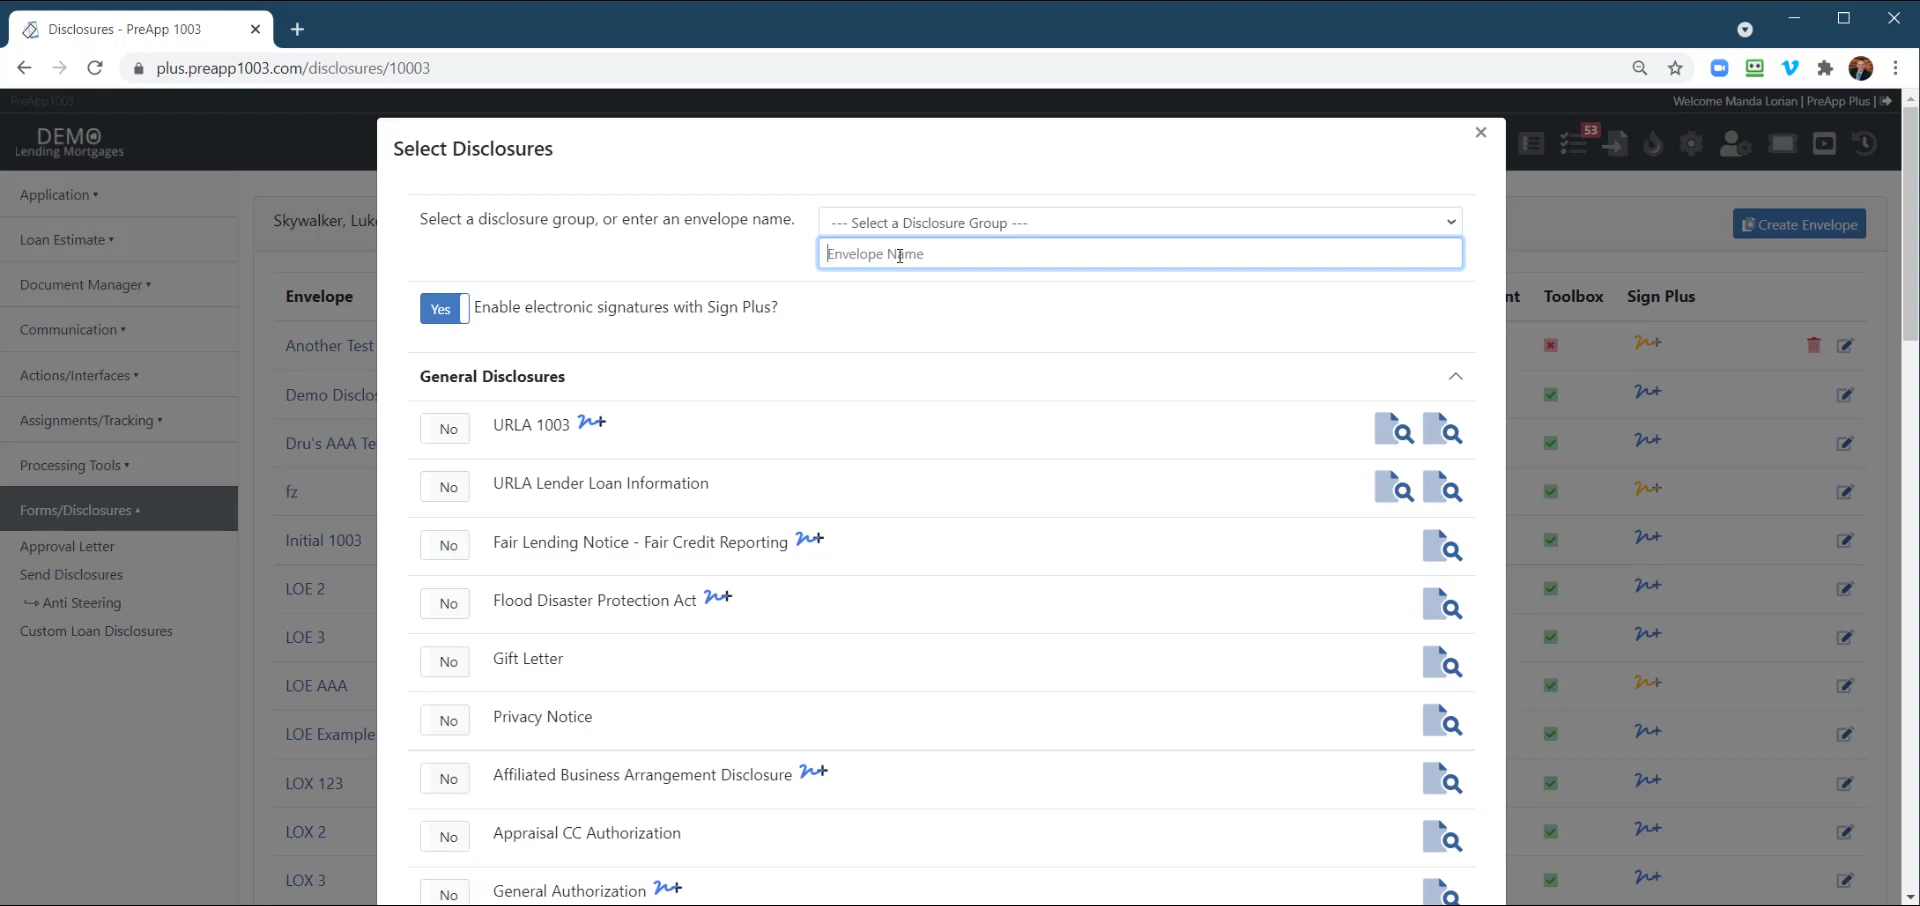 Disclosures - PreApp 1003
plus.preapp1003.com/disclosures/10003
PreApp1003
Welcome Manda Lorian | PreApp Plus |
DEMO
Lending Mortgages
53
Application
Loan Estimate
Document Manager
Communication
Actions/Interfaces
Assignments/Tracking
Processing Tools
Forms/Disclosures
Approval Letter
Send Disclosures
Anti Steering
Custom Loan Disclosures
Skywalker, Luke
Create Envelope
Envelope
nt Toolbox Sign Plus
Another Test
Demo Disclos
Dru's AAA Te
fz
Initial 1003
LOE 2
LOE 3
LOE AAA
LOE Example
LOX 123
LOX 2
LOX 3
Select Disclosures
Select a disclosure group, or enter an envelope name.
--- Select a Disclosure Group ---
Envelope Name
Yes Enable electronic signatures with Sign Plus?
General Disclosures
No URLA 1003
No URLA Lender Loan Information
No Fair Lending Notice - Fair Credit Reporting
No Flood Disaster Protection Act
No Gift Letter
No Privacy Notice
No Affiliated Business Arrangement Disclosure
No Appraisal CC Authorization
No General Authorization